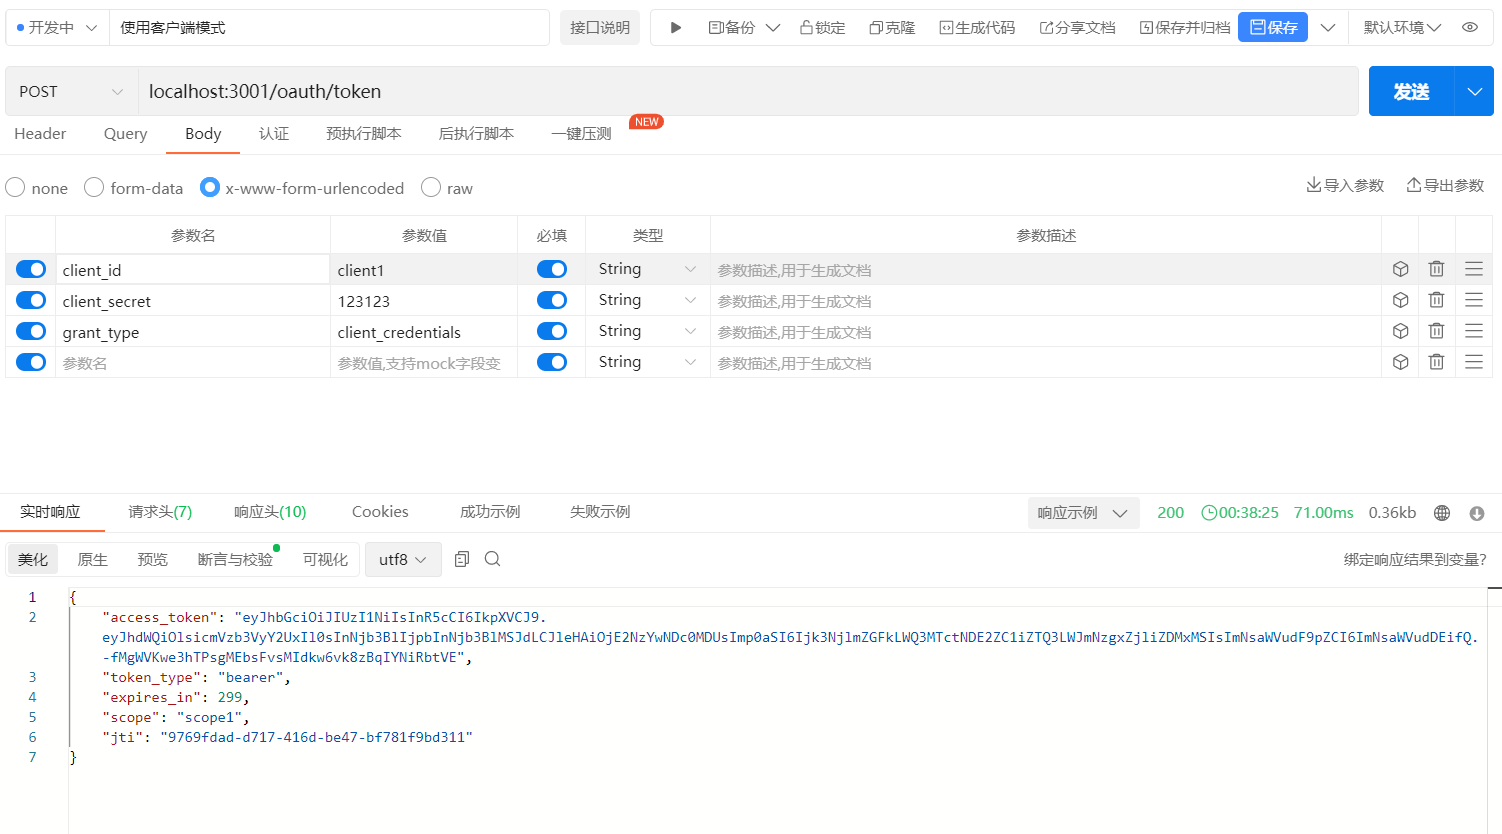 开发中 使用客户端模式 接口说明 备份 锁定 克隆 生成代码 分享文档 保存并归档 保存 默认环境
POST localhost:3001/oauth/token 发送
Header Query Body 认证 预执行脚本 后执行脚本 一键压测 NEW
none form-data x-www-form-urlencoded raw 导入参数 导出参数
参数名 参数值 必填 类型 参数描述
client_id client1 String 参数描述,用于生成文档
client_secret 123123 String 参数描述,用于生成文档
grant_type client_credentials String 参数描述,用于生成文档
参数名 参数值,支持mock字段变 String 参数描述,用于生成文档
实时响应 请求头(7) 响应头(10) Cookies 成功示例 失败示例 响应示例 200 00:38:25 71.00ms 0.36kb
美化 原生 预览 断言与校验 可视化 utf8 绑定响应结果到变量?
1 {
2 "access_token": "eyJhbGciOiJIUzI1NiIsInR5cCI6IkpXVCJ9.
eyJhdWQiOlsicmVzb3VyY2UxIl0sInNjb3BlIjpbInNjb3BlMSJdLCJleHAiOjE2NzYwNDc0MDUsImp0aSI6Ijk3NjlmZGFkLWQ3MTctNDE2ZC1iZTQ3LWJmNzgxZjliZDMxMSIsImNsaWVudF9pZCI6ImNsaWVudDEifQ.
-fMgWVKwe3hTPsgMEbsFvsMIdkw6vk8zBqIYNiRbtVE",
3 "token_type": "bearer",
4 "expires_in": 299,
5 "scope": "scope1",
6 "jti": "9769fdad-d717-416d-be47-bf781f9bd311"
7 }